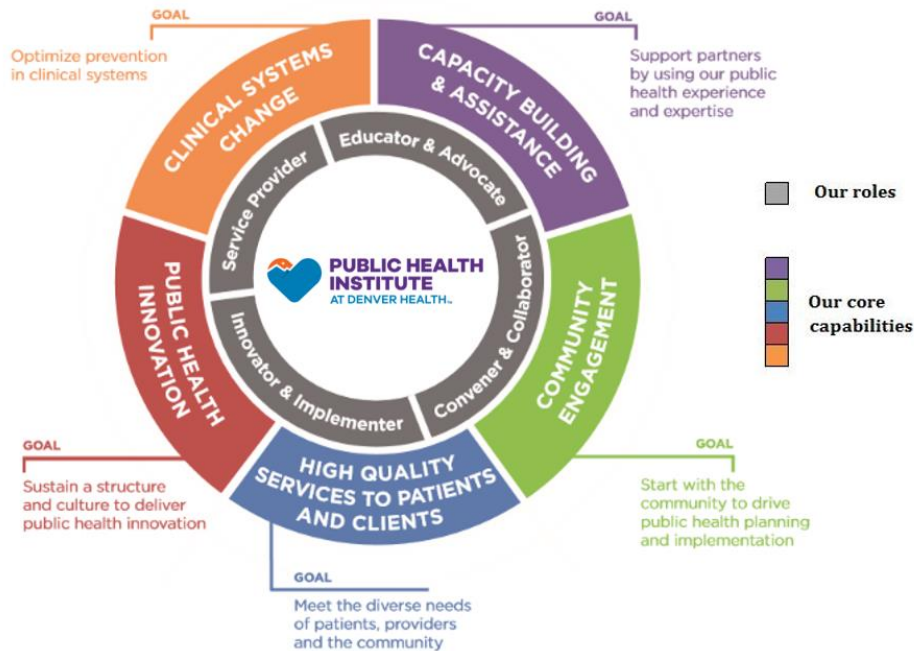 GOAL
Optimize prevention
in clinical systems
GOAL
Support partners
by using our public
health experience
and expertise
CLINICAL SYSTEMS
CHANGE
CAPACITY BUILDING
& ASSISTANCE
Service Provider
Educator & Advocate
Our roles
PUBLIC HEALTH
INSTITUTE
AT DENVER HEALTH™
PUBLIC HEALTH
INNOVATION
Convener & Collaborator
COMMUNITY
ENGAGEMENT
Our core
capabilities
Innovator & Implementer
HIGH QUALITY
SERVICES TO PATIENTS
AND CLIENTS
GOAL
Sustain a structure
and culture to deliver
public health innovation
GOAL
Start with the
community to drive
public health planning
and implementation
GOAL
Meet the diverse needs
of patients, providers
and the community